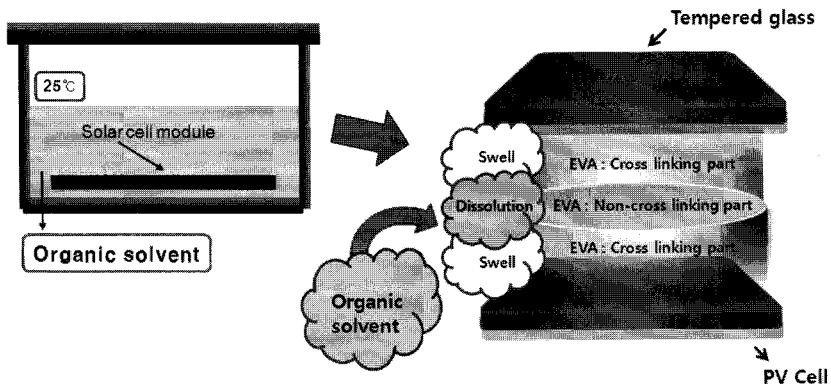 25℃
Solar cell module
Organic solvent
Tempered glass
Swell
EVA : Cross linking part
Dissolution
EVA : Non-cross linking part
Swell
EVA : Cross linking part
Organic
solvent
PV Cell